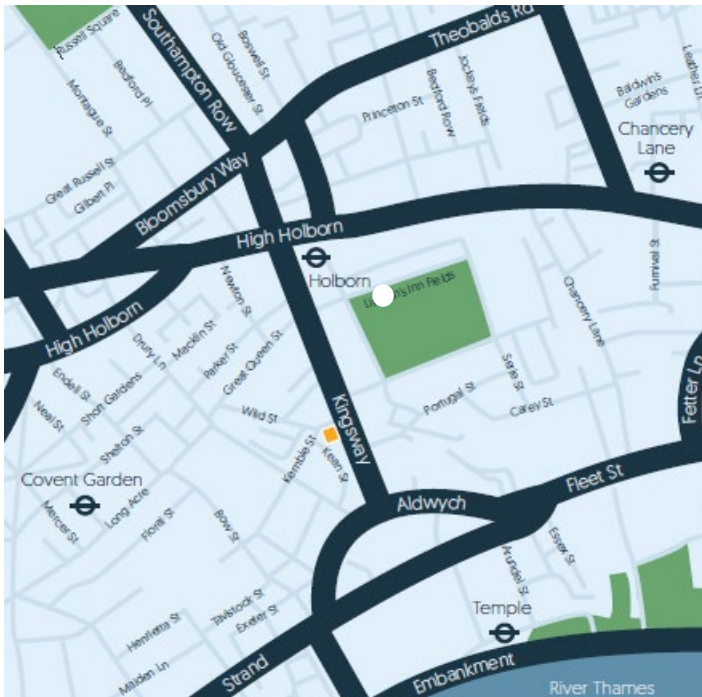 Russell Square
Southampton Row
Boswell St
Old Gloucester St
Theobalds Rd
Bedford Pl
Montague St
Jockeys Fields
Bedford Row
Princeton St
Leather Ln
Baldwin's
Gardens
Chancery
Lane
Great Russell St
Gilbert Pl
Bloomsbury Way
High Holborn
Holborn
Furnival St
Newton St
Inn Fields
Chancery Lane
High Holborn
Drury Ln
Macklin St
Parker St
Great Queen St
Endell St
Short Gardens
Neal St
Shelton St
Wild St
Kingsway
Portugal St
Serle St
Carey St
Fetter Ln
Kemble St
Kean St
Covent Garden
Mercer St
Long Acre
Floral St
Bow St
Aldwych
Fleet St
Essex St
Arundel St
Tavistock St
Exeter St
Henrietta St
Maiden Ln
Temple
Strand
Embankment
River Thames